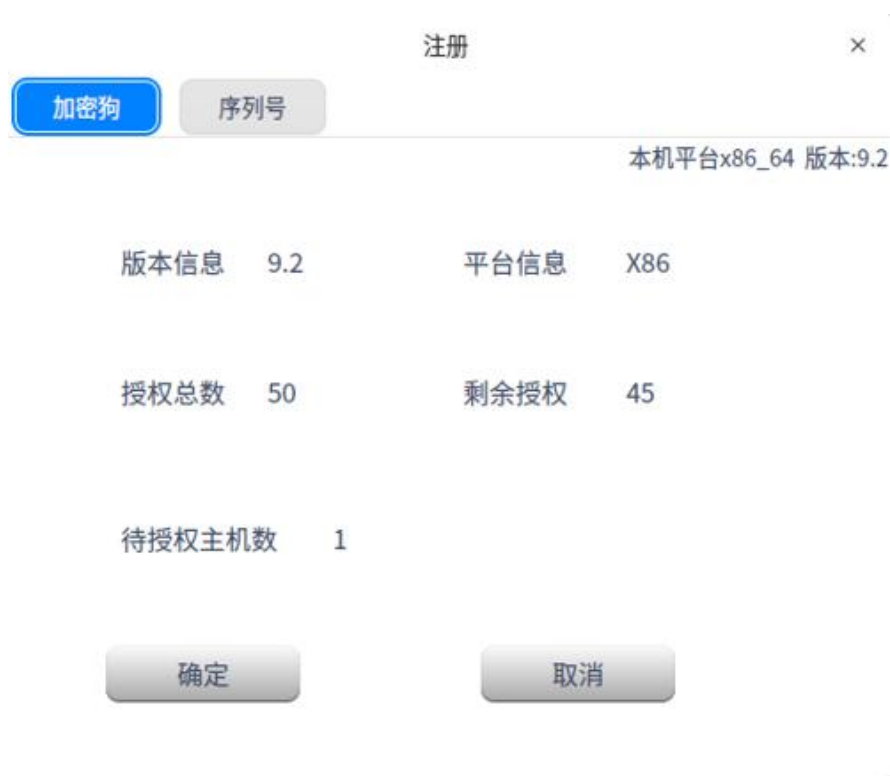 注册 ×
加密狗 序列号
本机平台x86_64 版本:9.2
版本信息 9.2 平台信息 X86
授权总数 50 剩余授权 45
待授权主机数 1
确定 取消